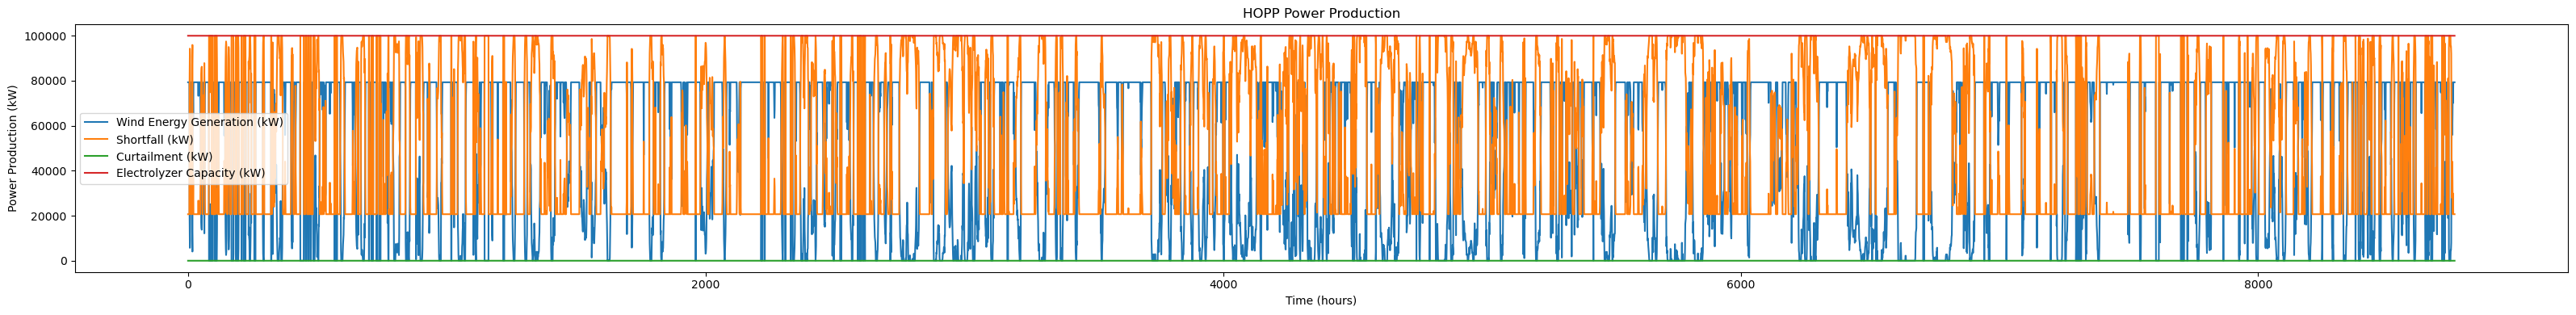 HOPP Power Production
Power Production (kW)
100000
80000
60000
40000
20000
0
Wind Energy Generation (kW)
Shortfall (kW)
Curtailment (kW)
Electrolyzer Capacity (kW)
0
2000
4000
6000
8000
Time (hours)